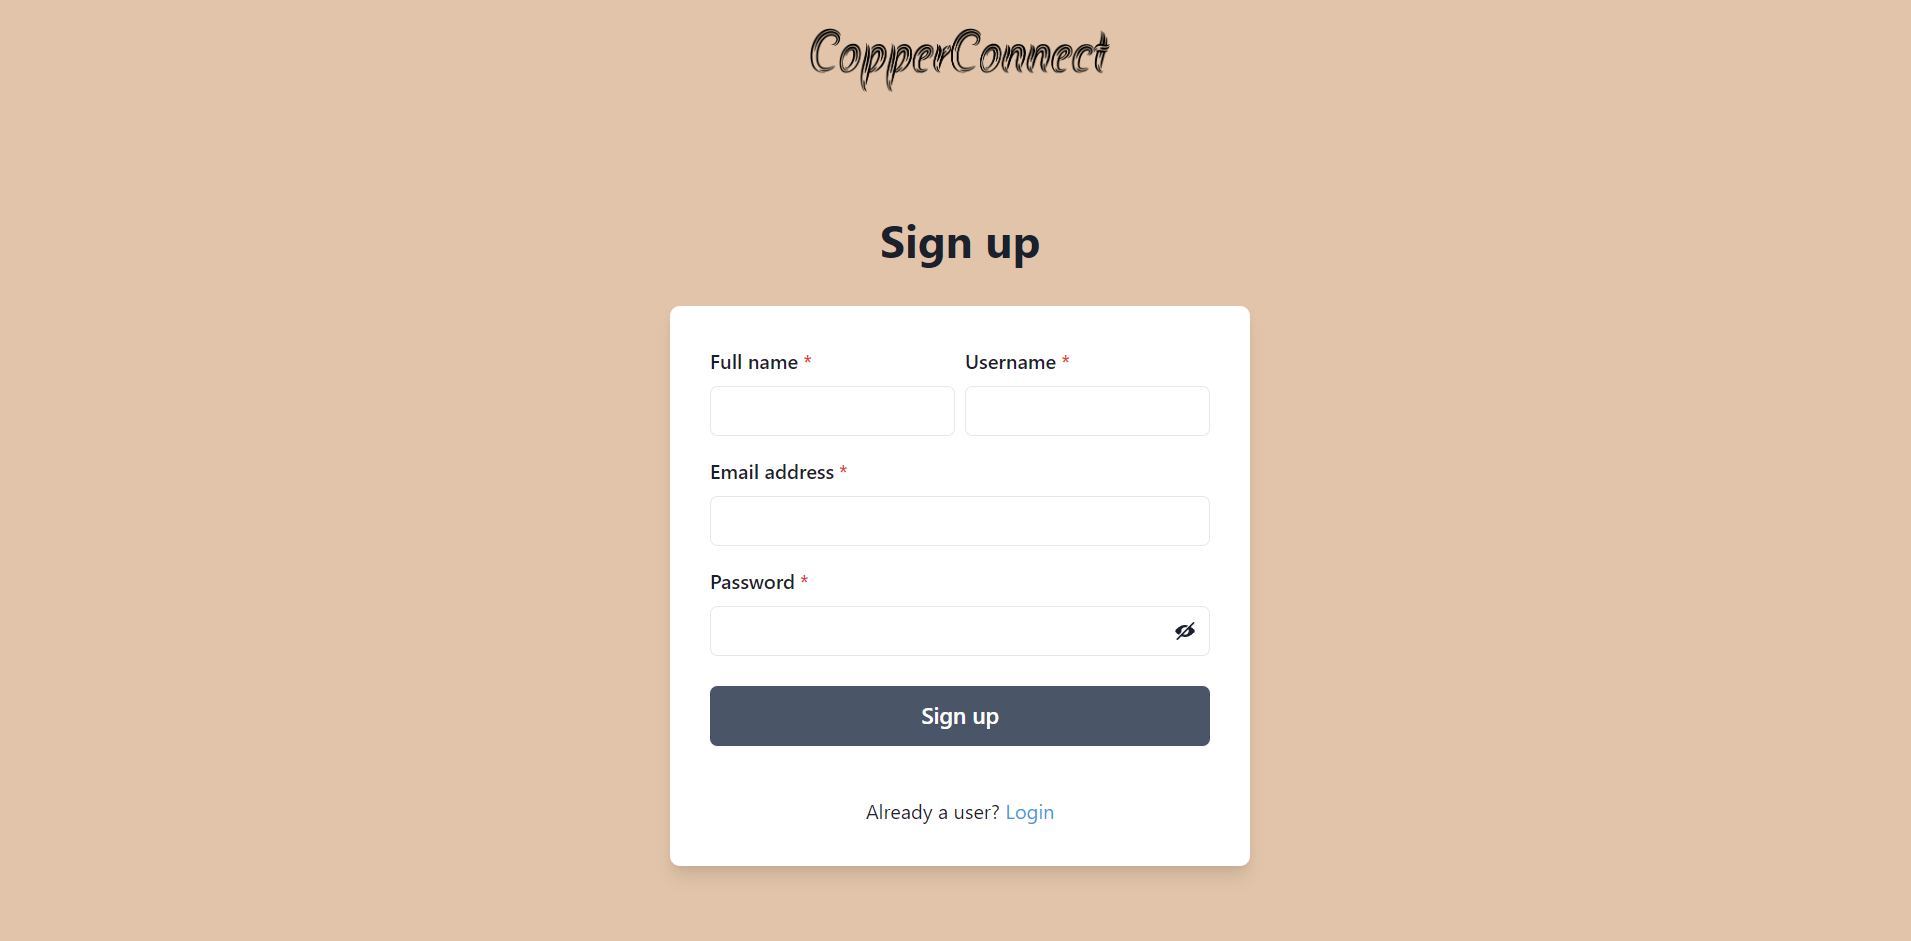 CopperConnect
Sign up
Full name * Username *
Email address *
Password *
Sign up
Already a user? Login